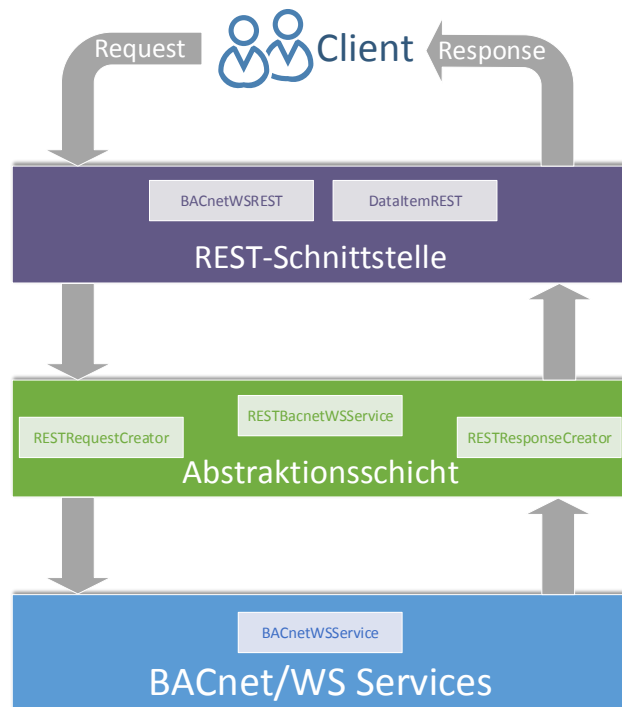 Request
Client
Response
BACnetWSREST
DataItemREST
REST-Schnittstelle
RESTBacnetWSService
RESTRequestCreator
RESTResponseCreator
Abstraktionsschicht
BACnetWSService
BACnet/WS Services